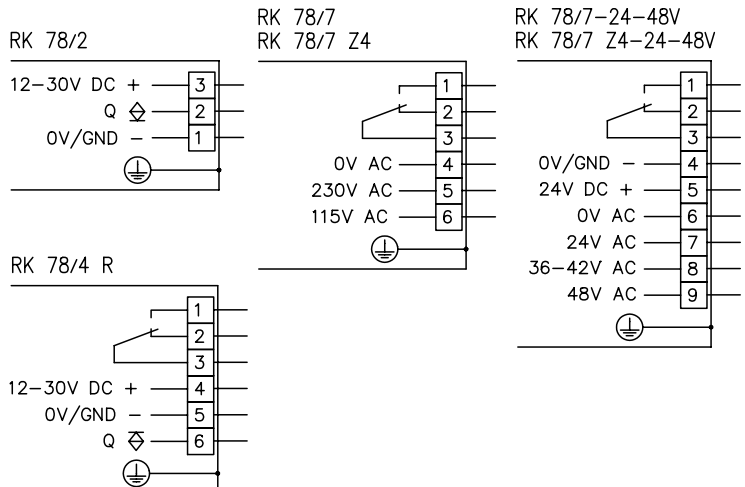 RK 78/2
12-30V DC + 3
Q 2
0V/GND - 1
RK 78/7
RK 78/7 Z4
1
2
3
0V AC 4
230V AC 5
115V AC 6
RK 78/7-24-48V
RK 78/7 Z4-24-48V
1
2
3
0V/GND - 4
24V DC + 5
0V AC 6
24V AC 7
36-42V AC 8
48V AC 9
RK 78/4 R
1
2
3
12-30V DC + 4
0V/GND - 5
Q 6